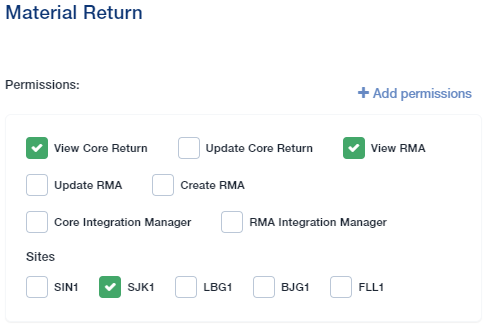 Material Return
Permissions:
+ Add permissions
View Core Return Update Core Return View RMA
Update RMA Create RMA
Core Integration Manager RMA Integration Manager
Sites
SIN1 SJK1 LBG1 BJG1 FLL1